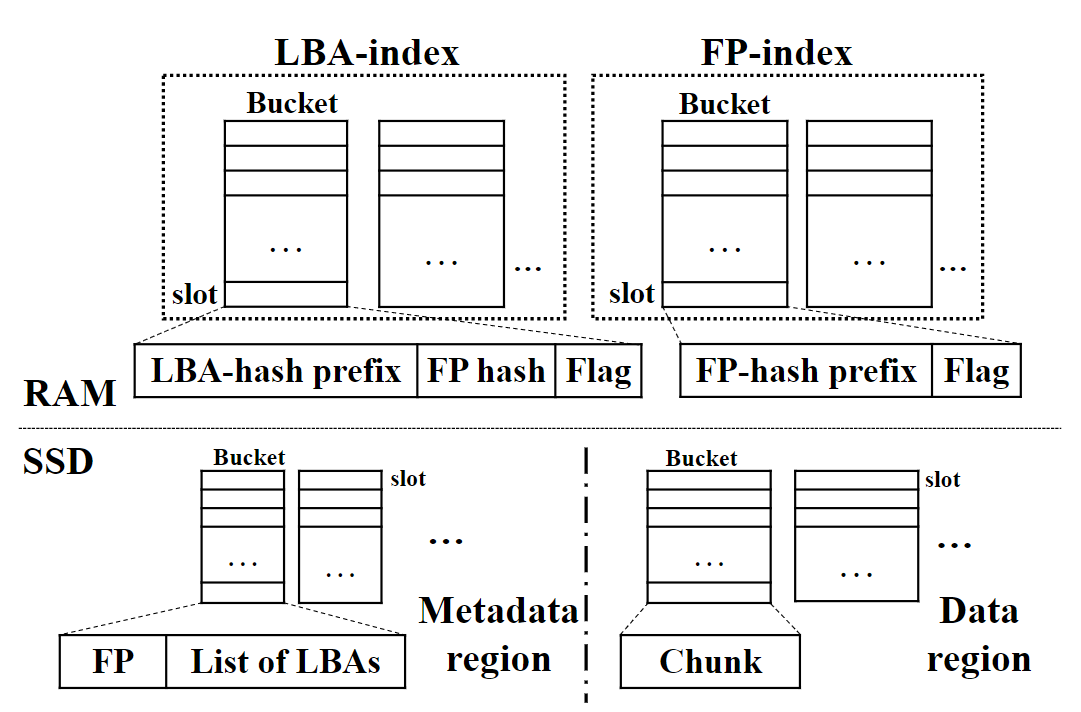 LBA-index
FP-index
Bucket
Bucket
...
...
...
...
...
...
slot
slot
LBA-hash prefix FP hash Flag
FP-hash prefix Flag
RAM
SSD
Bucket
slot
...
...
...
Bucket
slot
...
...
...
Metadata
region
Data
region
FP List of LBAs
Chunk